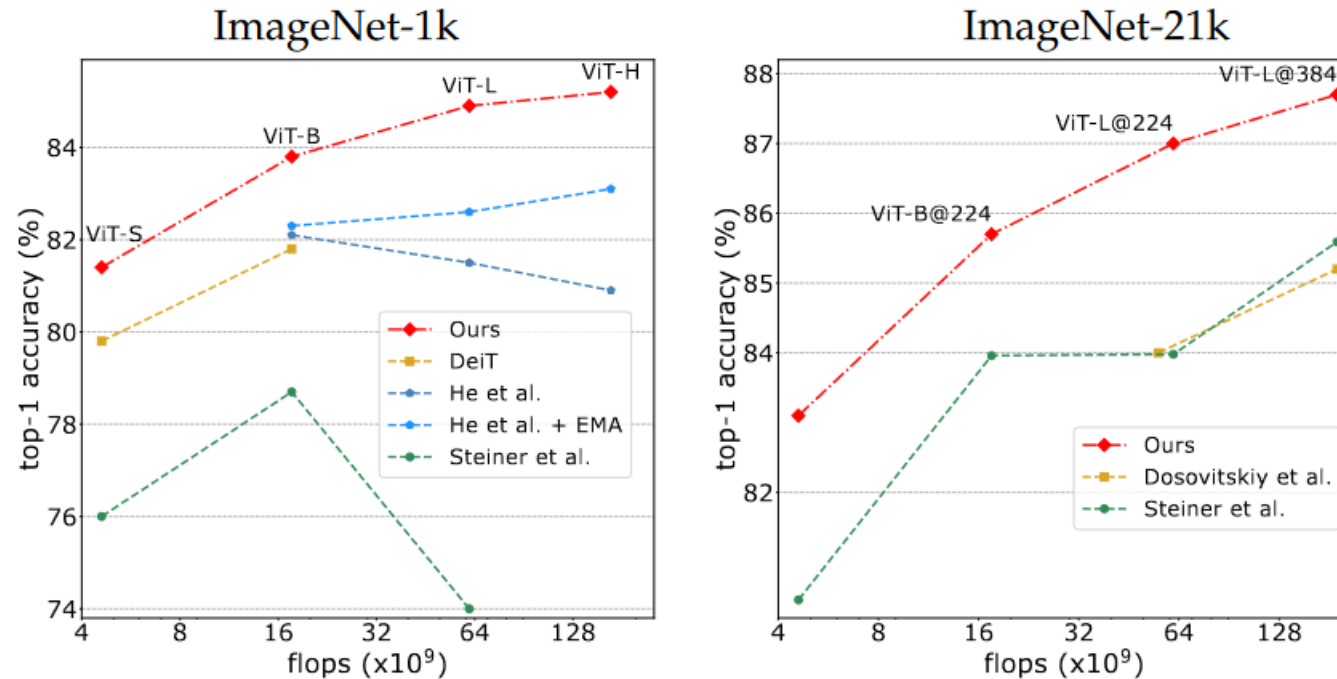 ImageNet-1k
ViT-H
ViT-L
ViT-B
ViT-S
84
82
80
78
76
74
top-1 accuracy (%)
Ours
DeiT
He et al.
He et al. + EMA
Steiner et al.
4 8 16 32 64 128
flops (x10⁹)
ImageNet-21k
ViT-L@384
ViT-L@224
ViT-B@224
88
87
86
85
84
82
top-1 accuracy (%)
Ours
Dosovitskiy et al.
Steiner et al.
4 8 16 32 64 128
flops (x10⁹)